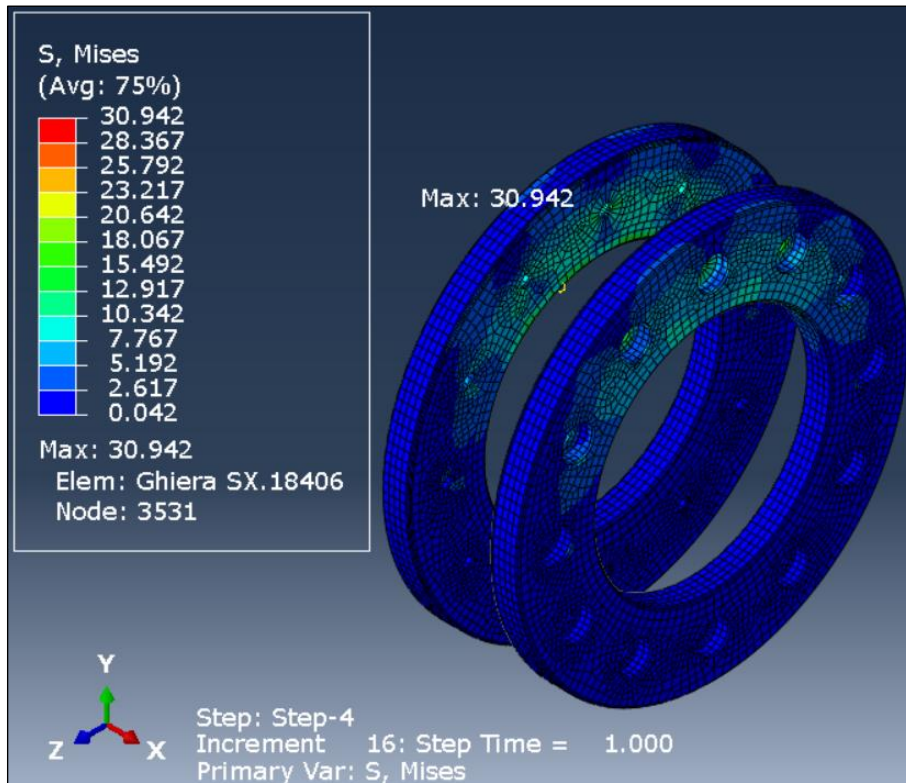 S, Mises
(Avg: 75%)
30.942
28.367
25.792
23.217
20.642
18.067
15.492
12.917
10.342
7.767
5.192
2.617
0.042
Max: 30.942
Elem: Ghiera SX.18406
Node: 3531
Max: 30.942
Y
Z X
Step: Step-4
Increment 16: Step Time = 1.000
Primary Var: S, Mises